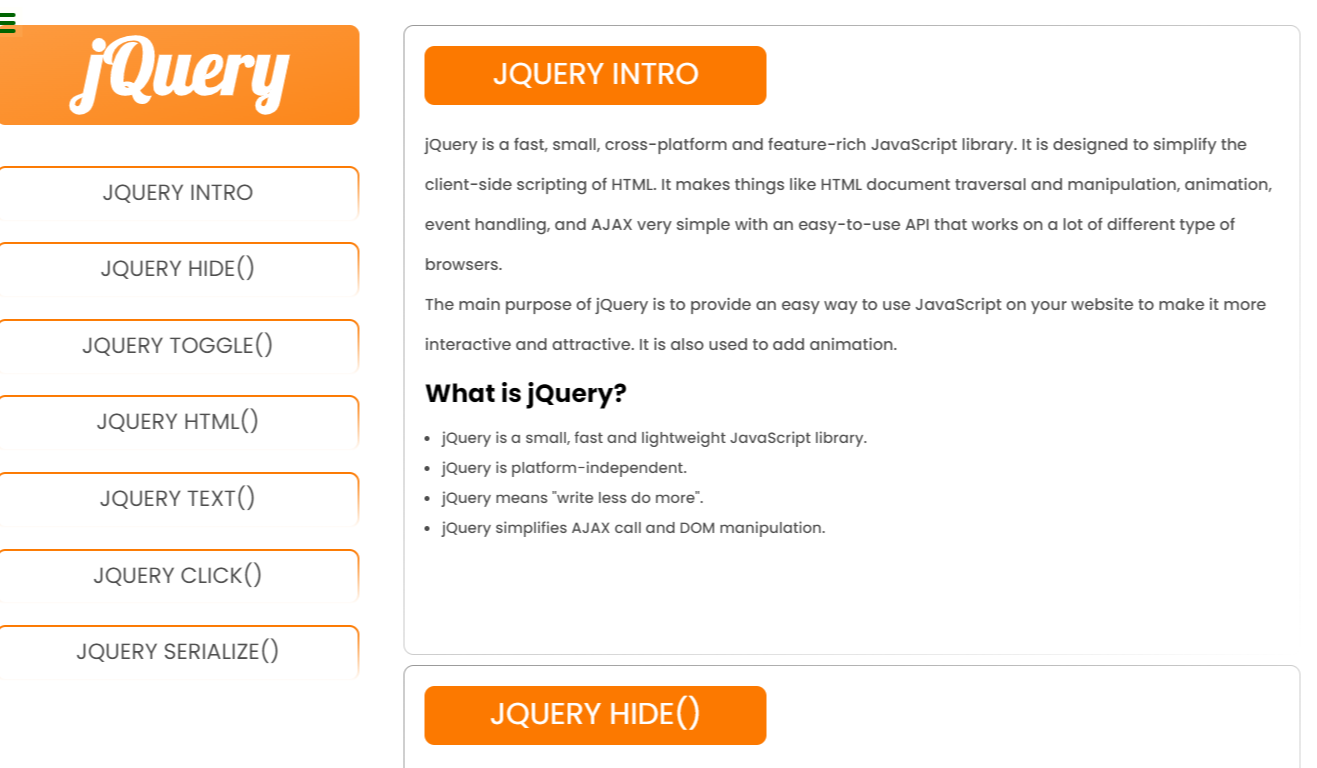 jQuery
JQUERY INTRO
JQUERY HIDE()
JQUERY TOGGLE()
JQUERY HTML()
JQUERY TEXT()
JQUERY CLICK()
JQUERY SERIALIZE()
JQUERY INTRO
jQuery is a fast, small, cross-platform and feature-rich JavaScript library. It is designed to simplify the
client-side scripting of HTML. It makes things like HTML document traversal and manipulation, animation,
event handling, and AJAX very simple with an easy-to-use API that works on a lot of different type of
browsers.
The main purpose of jQuery is to provide an easy way to use JavaScript on your website to make it more
interactive and attractive. It is also used to add animation.
What is jQuery?
• jQuery is a small, fast and lightweight JavaScript library.
• jQuery is platform-independent.
• jQuery means "write less do more".
• jQuery simplifies AJAX call and DOM manipulation.
JQUERY HIDE()